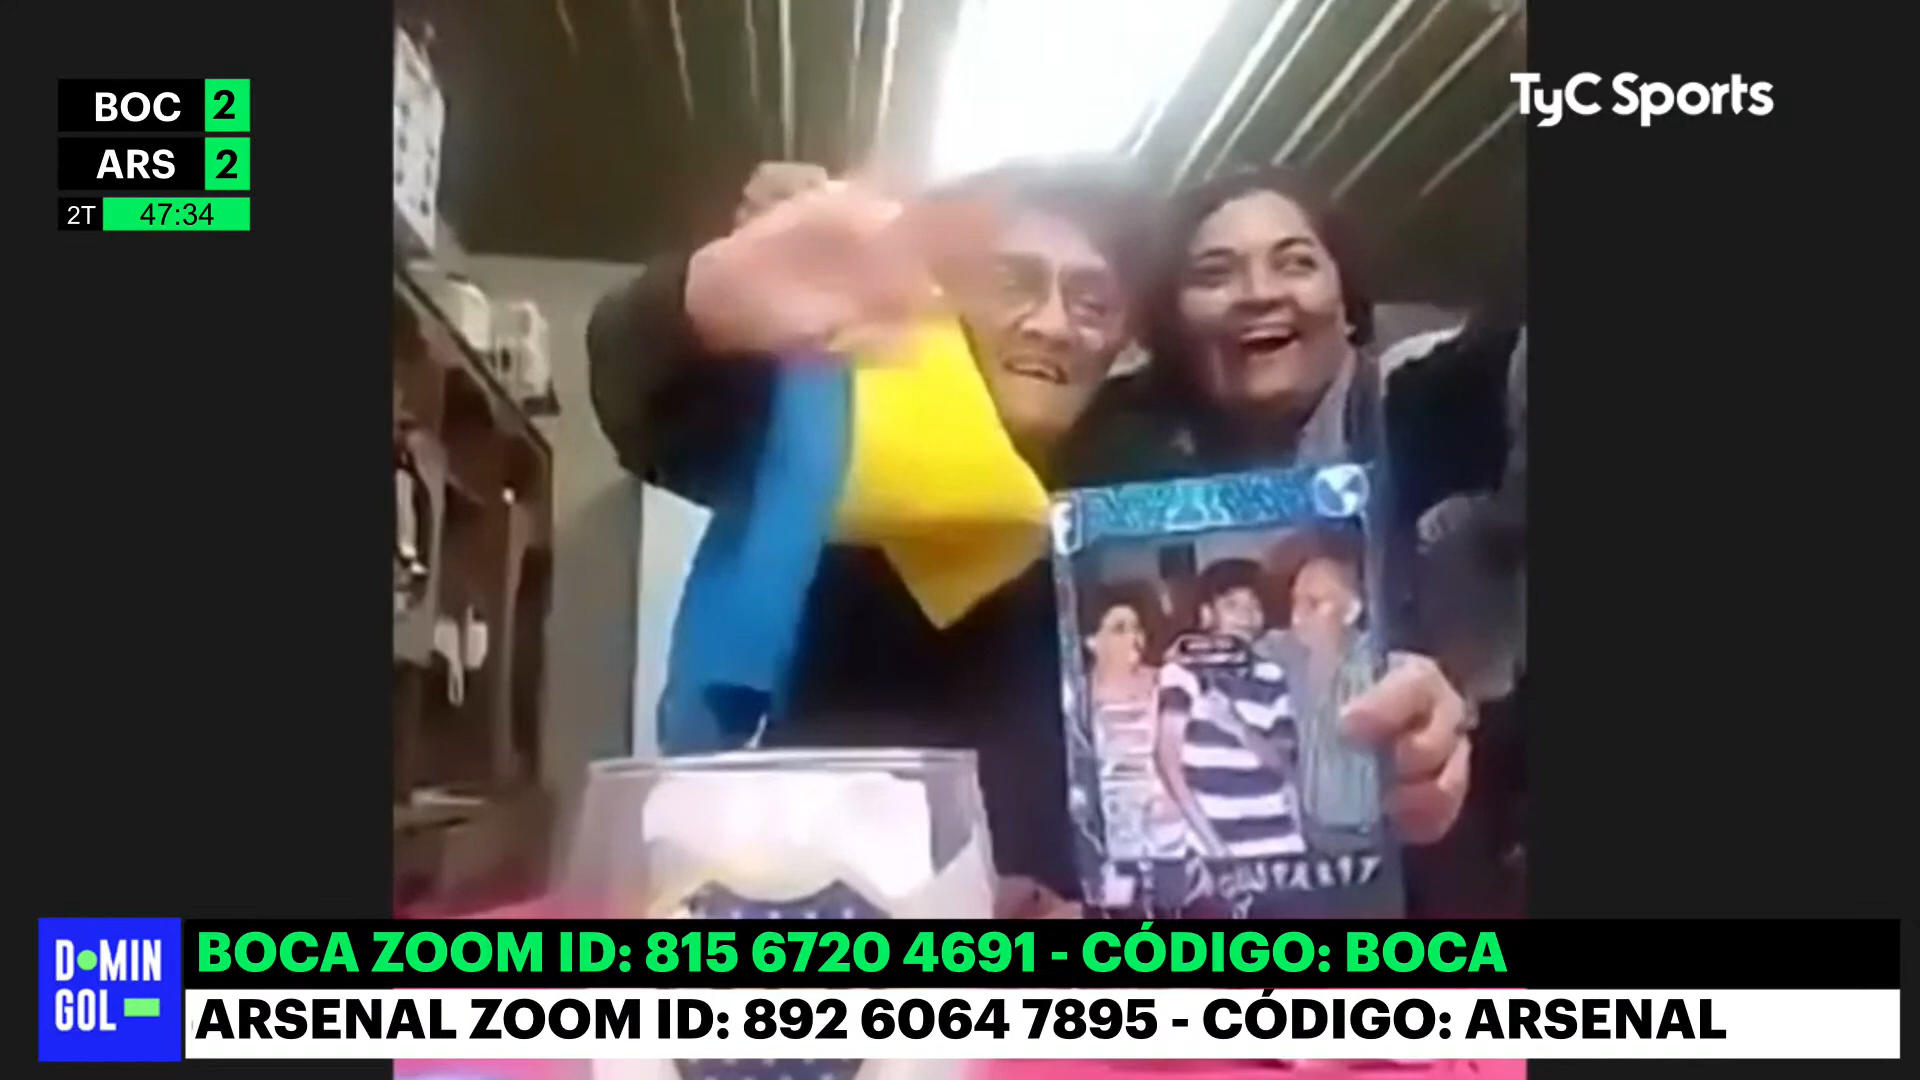 BOC 2
ARS 2
2T 47:34
TyC Sports
D•MIN
GOL
BOCA ZOOM ID: 815 6720 4691 - CÓDIGO: BOCA
ARSENAL ZOOM ID: 892 6064 7895 - CÓDIGO: ARSENAL